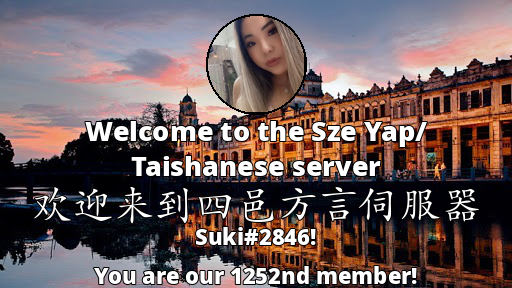 Welcome to the Sze Yap/
Taishanese server
欢迎来到四邑方言伺服器
Suki#2846!
You are our 1252nd member!